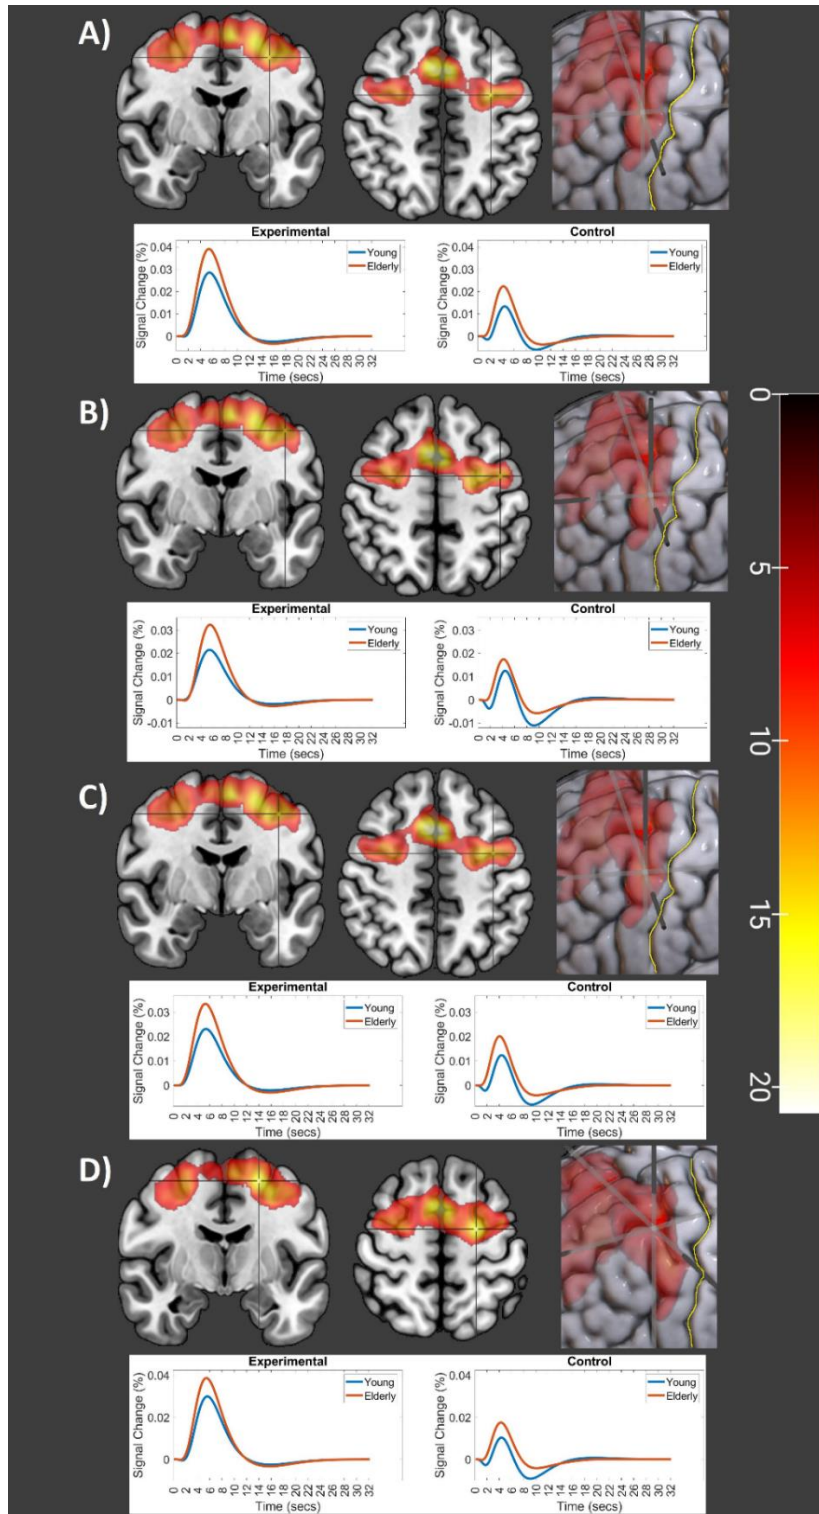 A)
Experimental Control
Signal Change (%) 0.04 0.03 0.02 0.01 0 Young Elderly
Signal Change (%) 0.04 0.03 0.02 0.01 0 Young Elderly
0 2 4 6 8 10 12 14 16 18 20 22 24 26 28 30 32
0 2 4 6 8 10 12 14 16 18 20 22 24 26 28 30 32
Time (secs) Time (secs)
B)
Experimental Control
Signal Change (%) 0.03 0.02 0.01 0 -0.01 Young Elderly
Signal Change (%) 0.03 0.02 0.01 0 -0.01 Young Elderly
0 2 4 6 8 10 12 14 16 18 20 22 24 26 28 30 32
0 2 4 6 8 10 12 14 16 18 20 22 24 26 28 30 32
Time (secs) Time (secs)
C)
Experimental Control
Signal Change (%) 0.03 0.02 0.01 0 Young Elderly
Signal Change (%) 0.03 0.02 0.01 0 Young Elderly
0 2 4 6 8 10 12 14 16 18 20 22 24 26 28 30 32
0 2 4 6 8 10 12 14 16 18 20 22 24 26 28 30 32
Time (secs) Time (secs)
D)
Experimental Control
Signal Change (%) 0.04 0.02 0 Young Elderly
Signal Change (%) 0.04 0.02 0 Young Elderly
0 2 4 6 8 10 12 14 16 18 20 22 24 26 28 30 32
0 2 4 6 8 10 12 14 16 18 20 22 24 26 28 30 32
Time (secs) Time (secs)
0
5
10
15
20